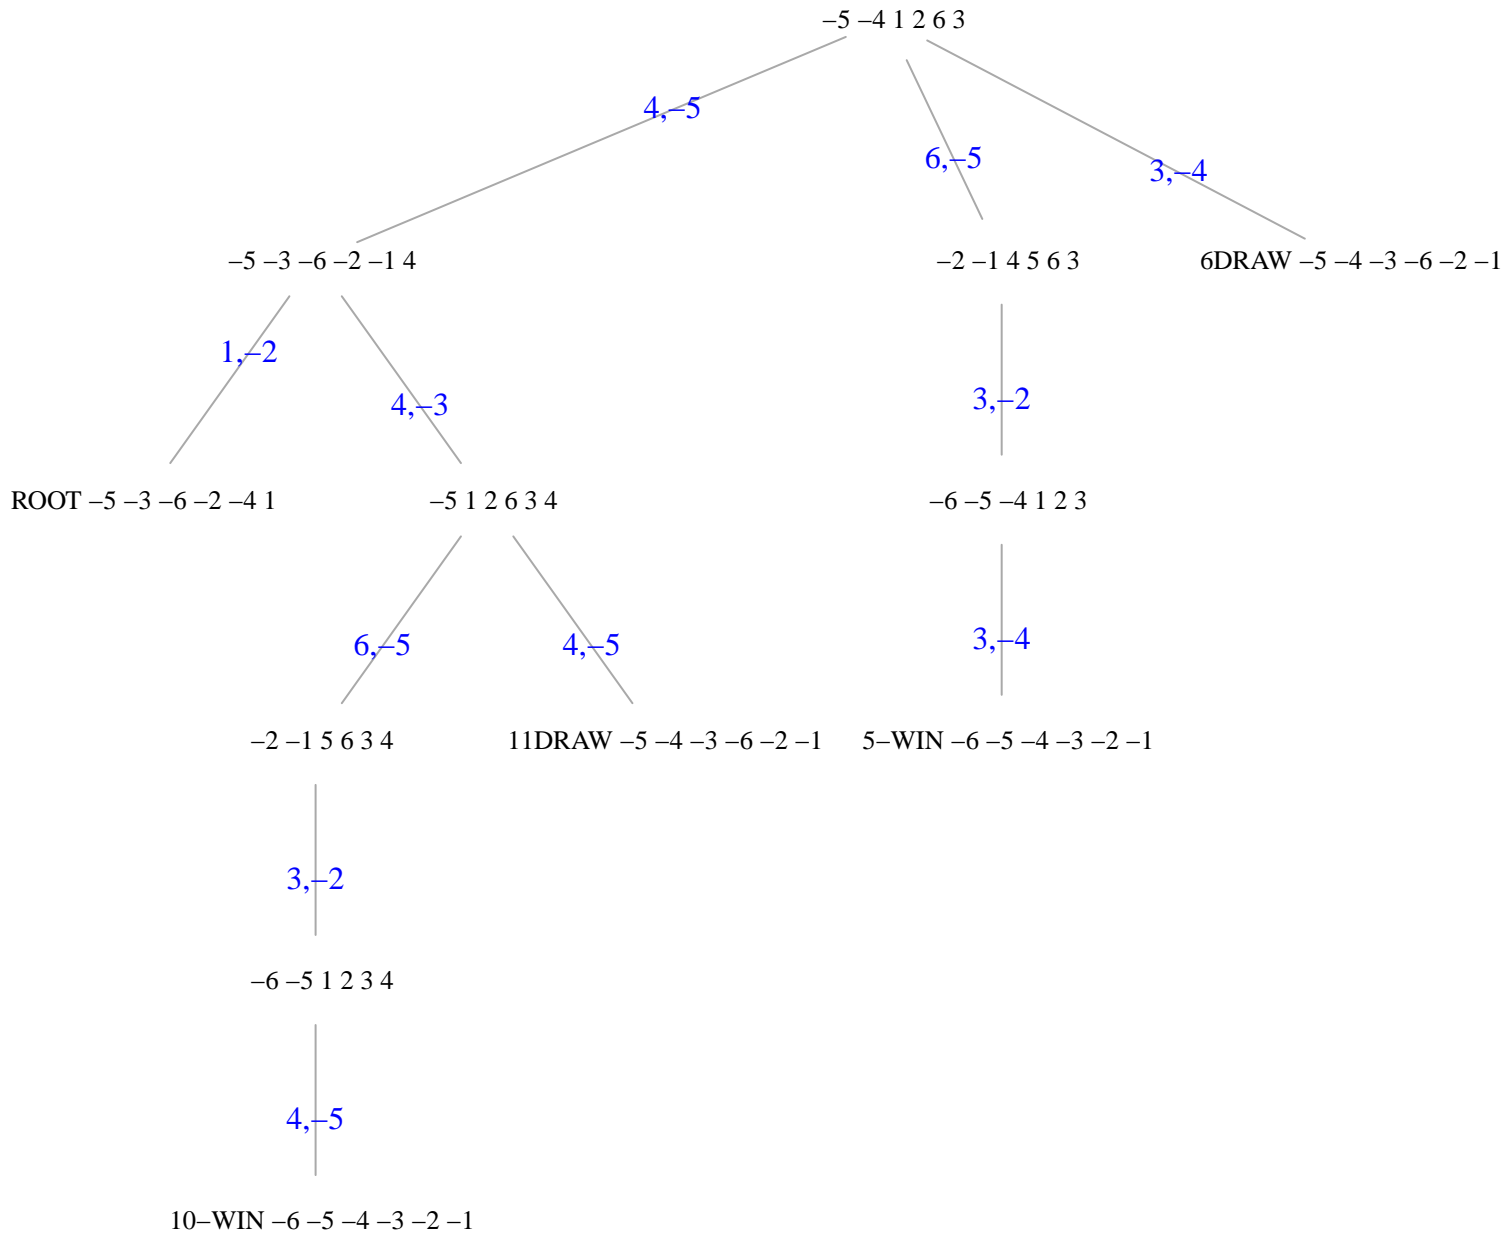 –5 –4 1 2 6 3
4,–5
6,–5
3,–4
–5 –3 –6 –2 –1 4
–2 –1 4 5 6 3
6DRAW –5 –4 –3 –6 –2 –1
1,–2
4,–3
3,–2
ROOT –5 –3 –6 –2 –4 1
–5 1 2 6 3 4
–6 –5 –4 1 2 3
6,–5
4,–5
3,–4
–2 –1 5 6 3 4
11DRAW –5 –4 –3 –6 –2 –1
5–WIN –6 –5 –4 –3 –2 –1
3,–2
–6 –5 1 2 3 4
4,–5
10–WIN –6 –5 –4 –3 –2 –1